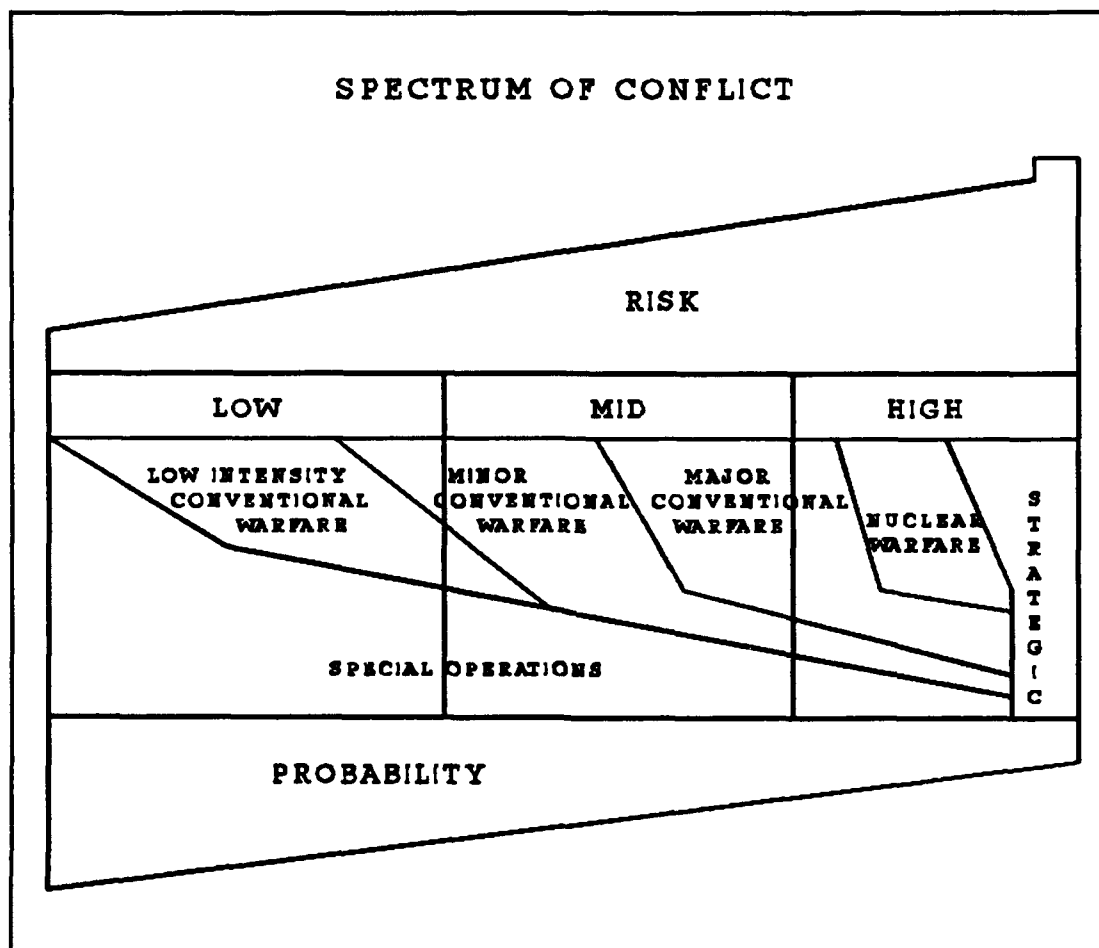 SPECTRUM OF CONFLICT
RISK
LOW
MID
HIGH
LOW INTENSITY
CONVENTIONAL
WARFARE
MINOR
CONVENTIONAL
WARFARE
MAJOR
CONVENTIONAL
WARFARE
NUCLEAR
WARFARE
STRATEGIC
SPECIAL OPERATIONS
PROBABILITY